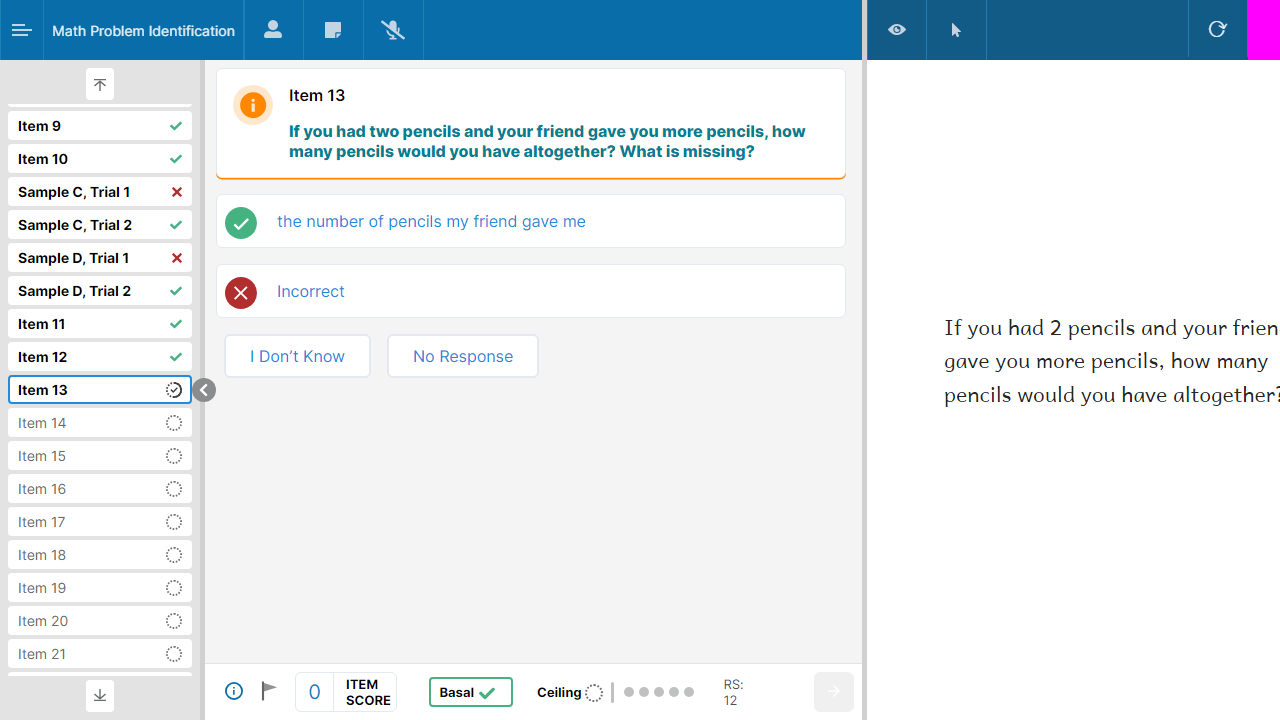 Math Problem Identification
Item 9
Item 10
Sample C, Trial 1
Sample C, Trial 2
Sample D, Trial 1
Sample D, Trial 2
Item 11
Item 12
Item 13
Item 14
Item 15
Item 16
Item 17
Item 18
Item 19
Item 20
Item 21
Item 13
If you had two pencils and your friend gave you more pencils, how
many pencils would you have altogether? What is missing?
the number of pencils my friend gave me
Incorrect
I Don’t Know
No Response
0
ITEM
SCORE
Basal
Ceiling
RS:
12
If you had 2 pencils and your frien
gave you more pencils, how many
pencils would you have altogether?